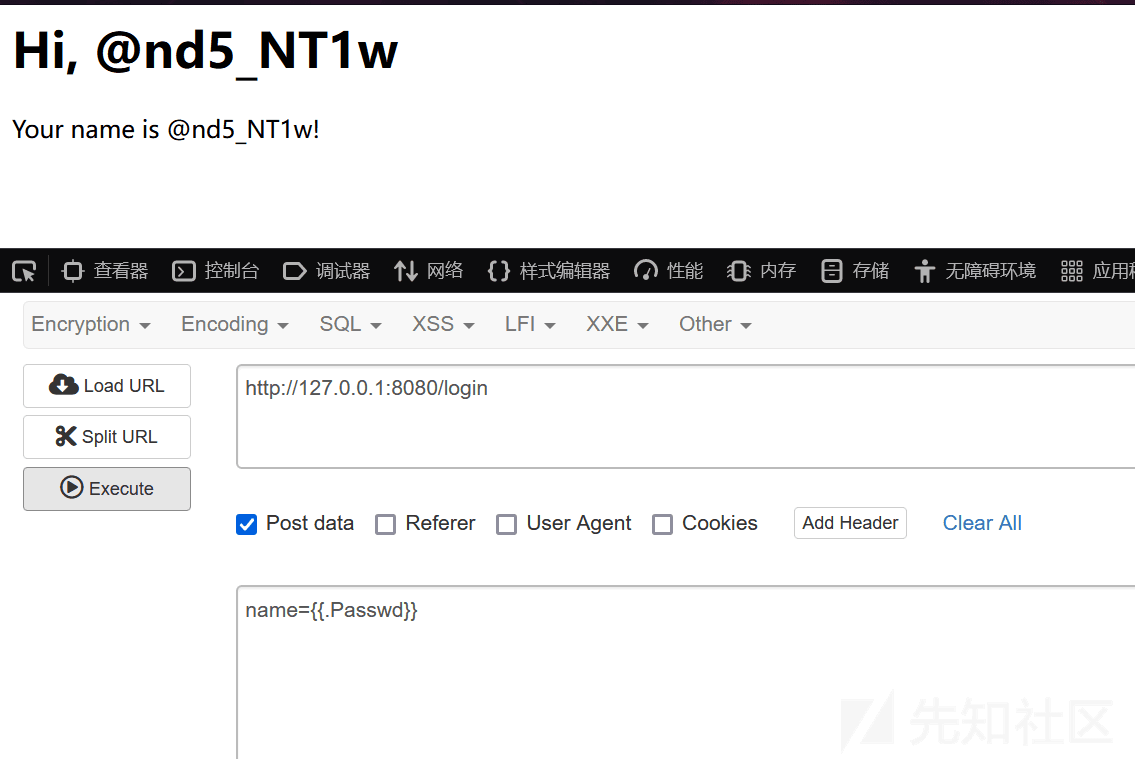 Hi, @nd5_NT1w
Your name is @nd5_NT1w!
查看器 控制台 调试器 网络 样式编辑器 性能 内存 存储 无障碍环境 应用
Encryption Encoding SQL XSS LFI XXE Other
Load URL
http://127.0.0.1:8080/login
Split URL
Execute
Post data Referer User Agent Cookies Add Header Clear All
name={{.Passwd}}
先知社区